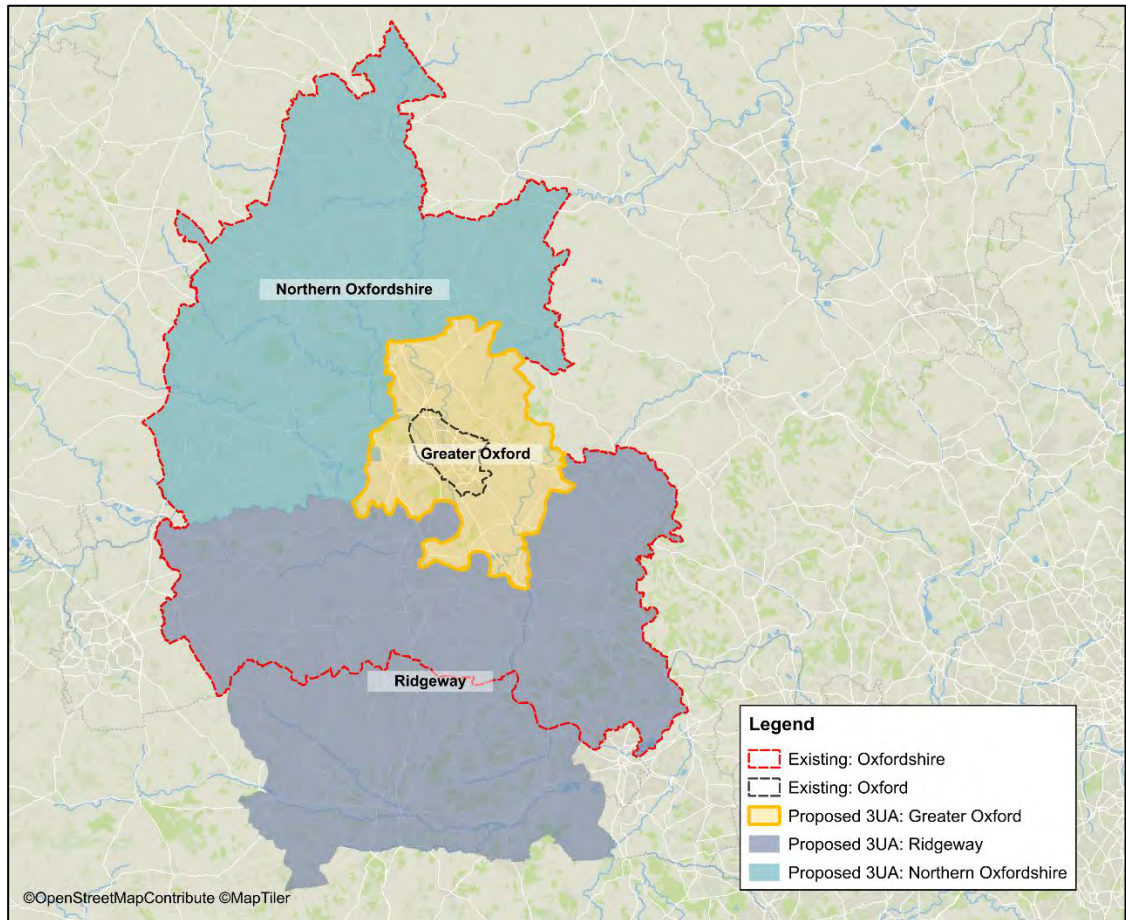 Northern Oxfordshire
Greater Oxford
Ridgeway
Legend
Existing: Oxfordshire
Existing: Oxford
Proposed 3UA: Greater Oxford
Proposed 3UA: Ridgeway
Proposed 3UA: Northern Oxfordshire
©OpenStreetMapContribute ©MapTiler